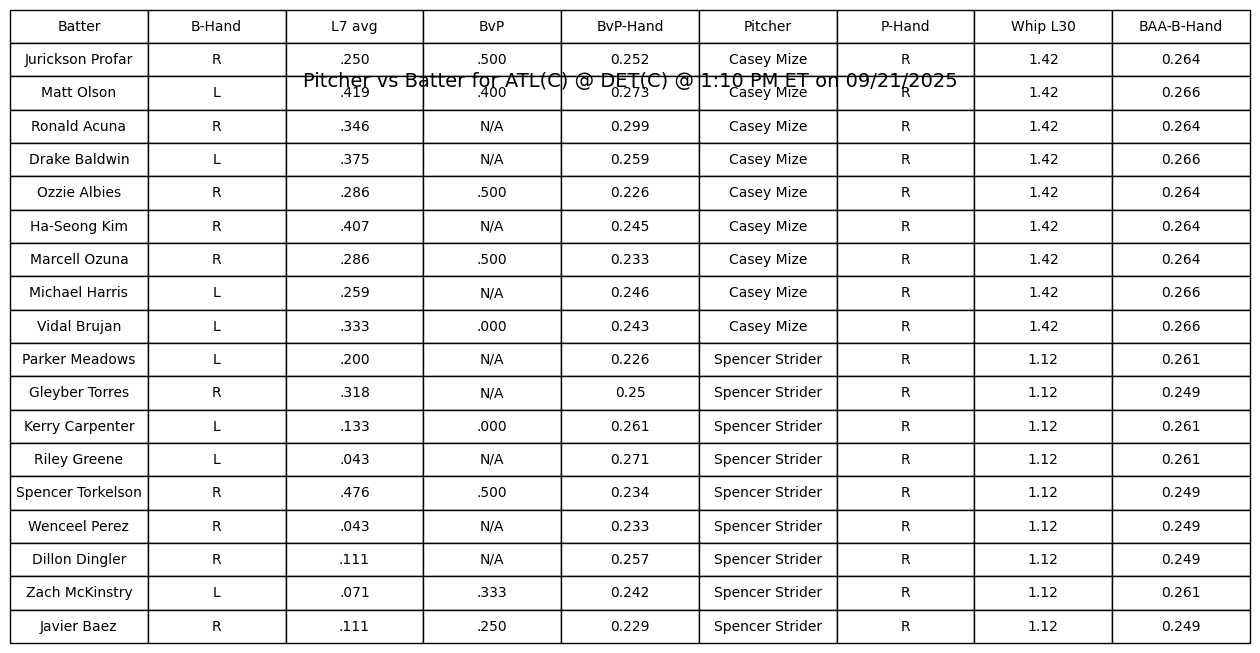 Batter B-Hand L7 avg BvP BvP-Hand Pitcher P-Hand Whip L30 BAA-B-Hand
Jurickson Profar R .250 .500 0.252 Casey Mize R 1.42 0.264
Pitcher vs Batter for ATL(C) @ DET(C) @ 1:10 PM ET on 09/21/2025
Matt Olson L .419 .400 0.273 Casey Mize R 1.42 0.266
Ronald Acuna R .346 N/A 0.299 Casey Mize R 1.42 0.264
Drake Baldwin L .375 N/A 0.259 Casey Mize R 1.42 0.266
Ozzie Albies R .286 .500 0.226 Casey Mize R 1.42 0.264
Ha-Seong Kim R .407 N/A 0.245 Casey Mize R 1.42 0.264
Marcell Ozuna R .286 .500 0.233 Casey Mize R 1.42 0.264
Michael Harris L .259 N/A 0.246 Casey Mize R 1.42 0.266
Vidal Brujan L .333 .000 0.243 Casey Mize R 1.42 0.266
Parker Meadows L .200 N/A 0.226 Spencer Strider R 1.12 0.261
Gleyber Torres R .318 N/A 0.25 Spencer Strider R 1.12 0.249
Kerry Carpenter L .133 .000 0.261 Spencer Strider R 1.12 0.261
Riley Greene L .043 N/A 0.271 Spencer Strider R 1.12 0.261
Spencer Torkelson R .476 .500 0.234 Spencer Strider R 1.12 0.249
Wenceel Perez R .043 N/A 0.233 Spencer Strider R 1.12 0.249
Dillon Dingler R .111 N/A 0.257 Spencer Strider R 1.12 0.249
Zach McKinstry L .071 .333 0.242 Spencer Strider R 1.12 0.261
Javier Baez R .111 .250 0.229 Spencer Strider R 1.12 0.249